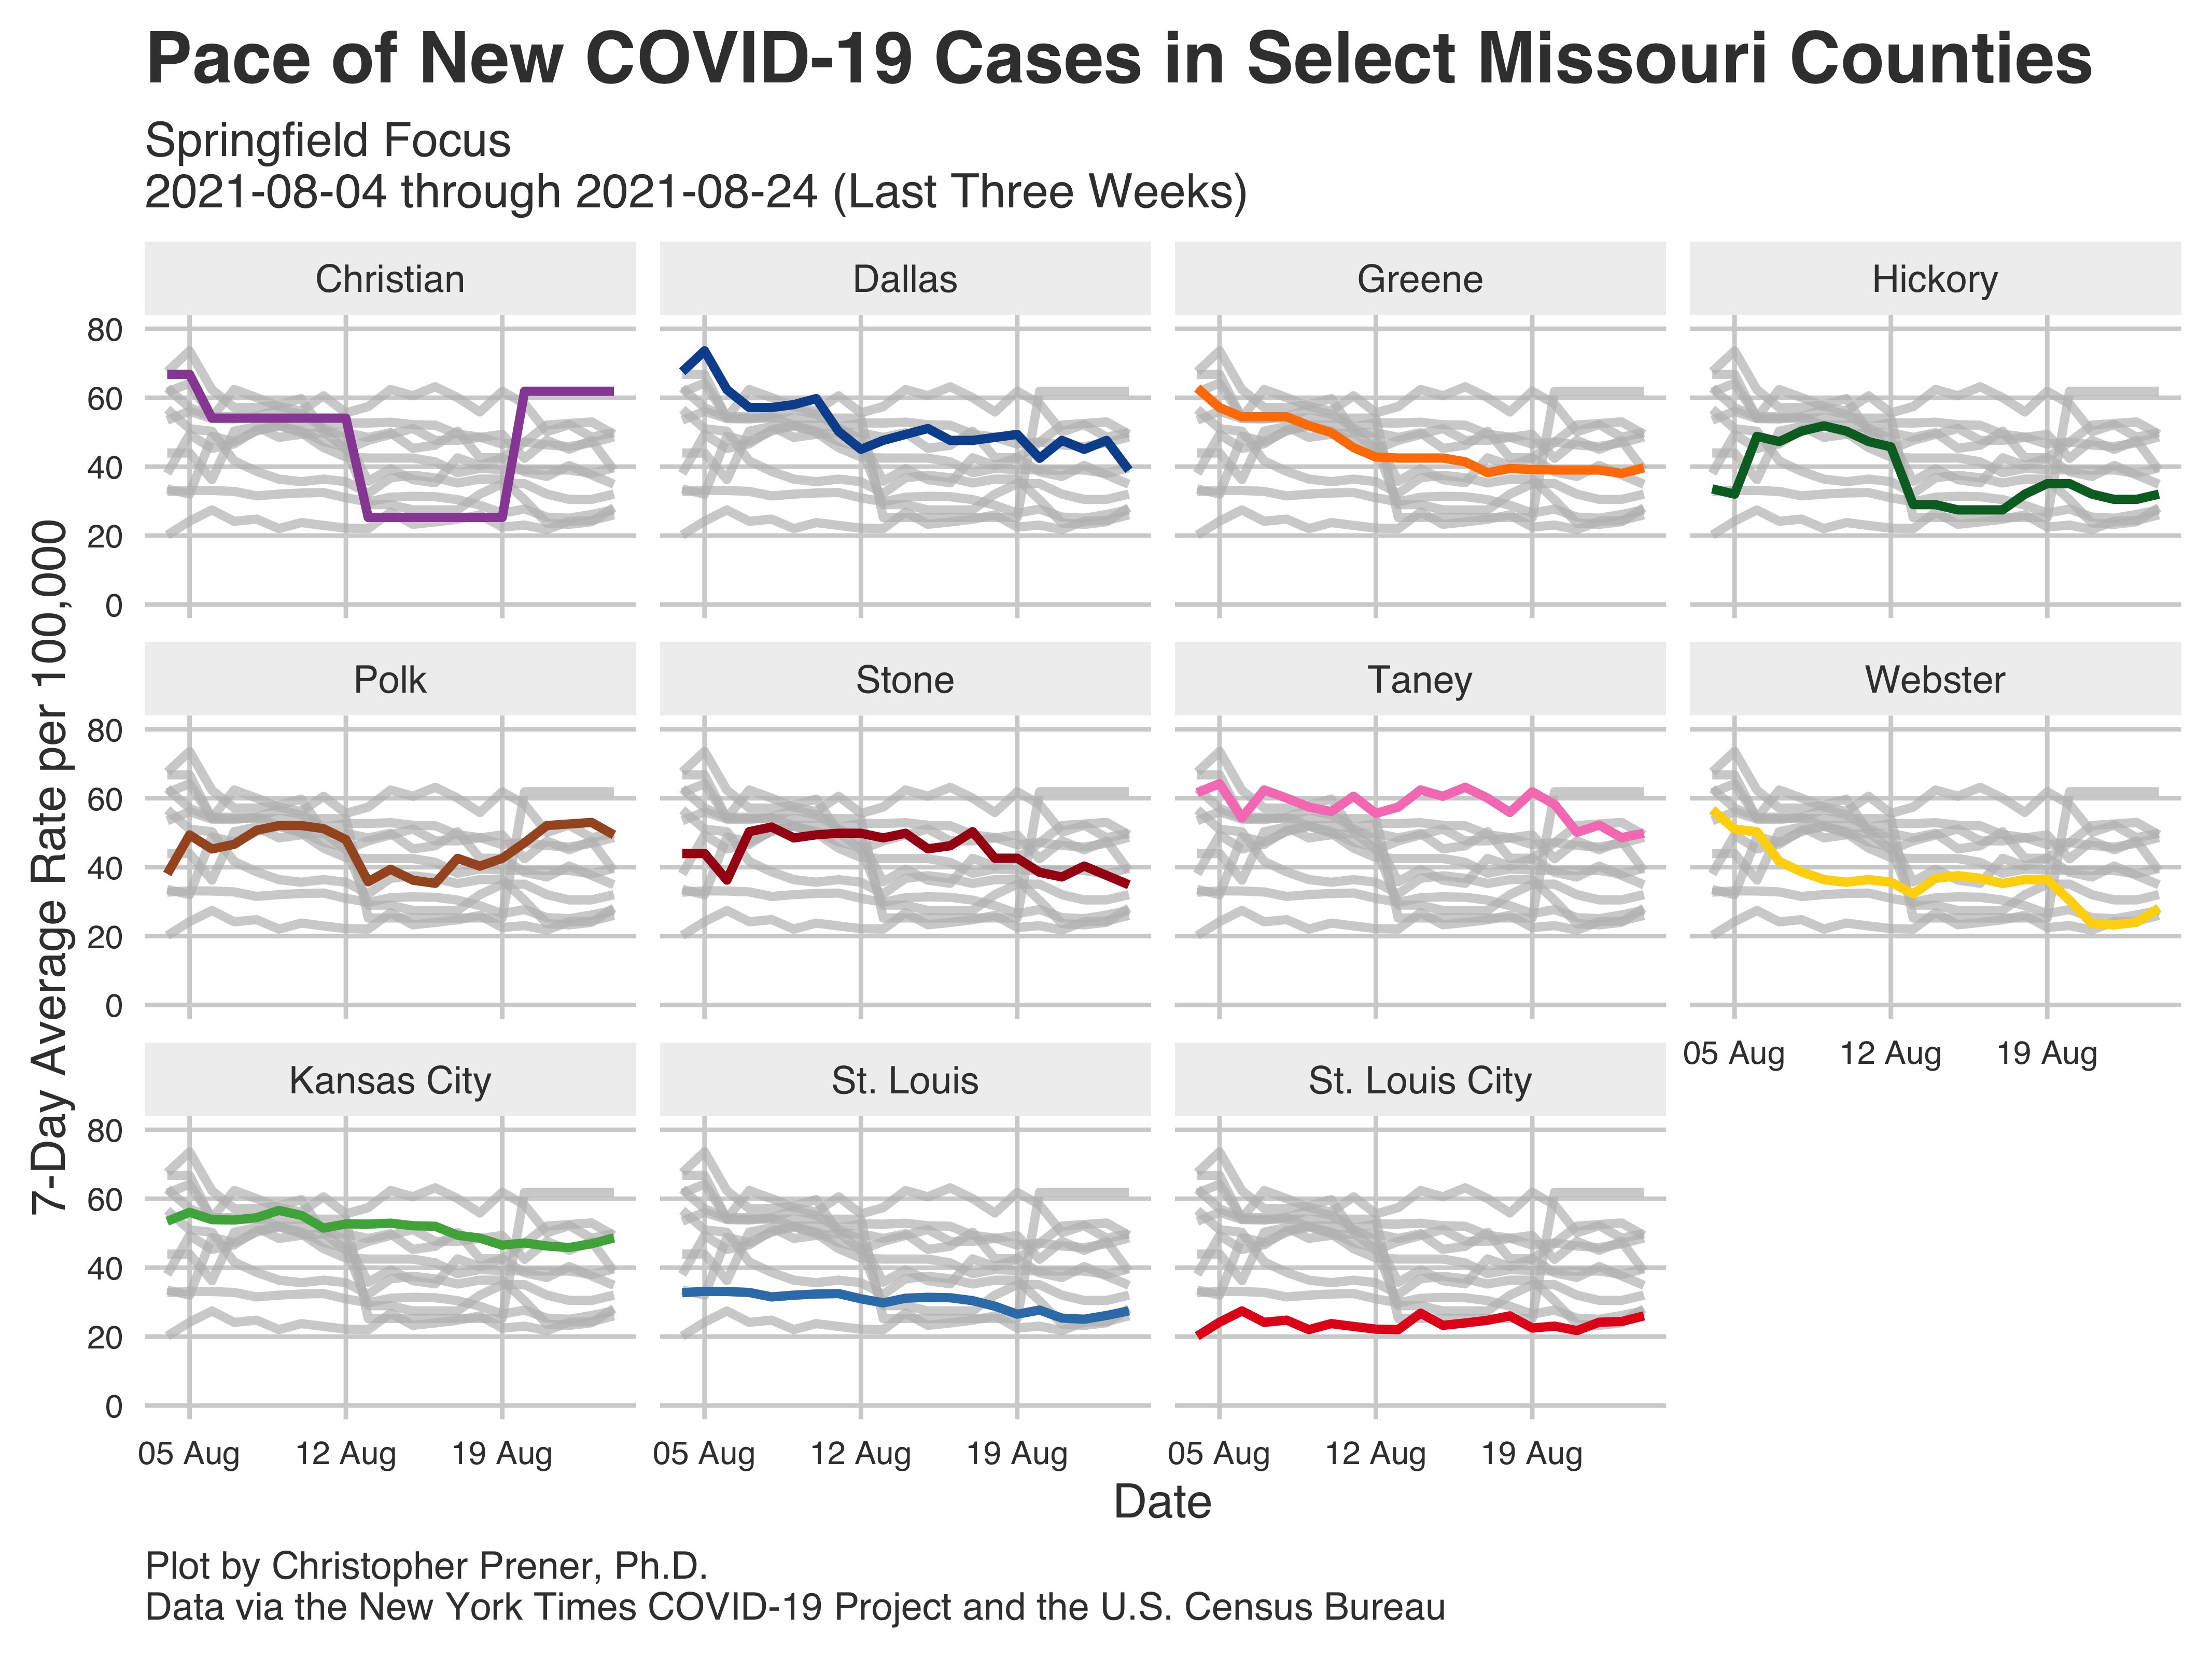 Pace of New COVID-19 Cases in Select Missouri Counties
Springfield Focus
2021-08-04 through 2021-08-24 (Last Three Weeks)
7-Day Average Rate per 100,000
Christian
Dallas
Greene
Hickory
80
60
40
20
0
Polk
Stone
Taney
Webster
80
60
40
20
0
05 Aug 12 Aug 19 Aug
Kansas City
St. Louis
St. Louis City
80
60
40
20
0
05 Aug 12 Aug 19 Aug
05 Aug 12 Aug 19 Aug
05 Aug 12 Aug 19 Aug
Date
Plot by Christopher Prener, Ph.D.
Data via the New York Times COVID-19 Project and the U.S. Census Bureau